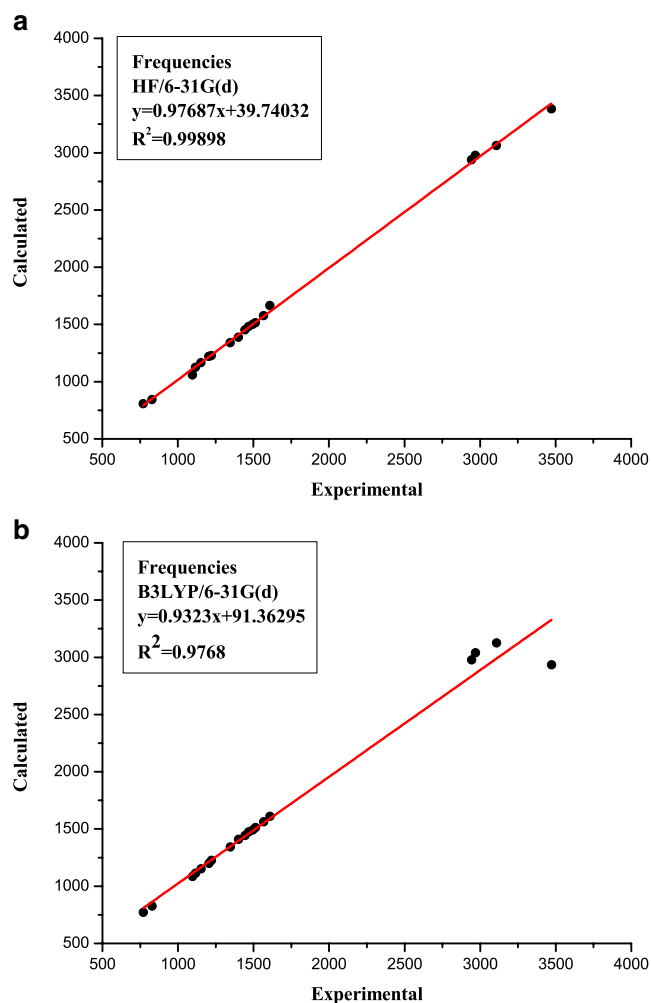 a
4000
3500
3000
2500
2000
1500
1000
500
Calculated
Frequencies
HF/6-31G(d)
y=0.97687x+39.74032
R²=0.99898
500 1000 1500 2000 2500 3000 3500 4000
Experimental
b
4000
3500
3000
2500
2000
1500
1000
500
Calculated
Frequencies
B3LYP/6-31G(d)
y=0.9323x+91.36295
R²=0.9768
500 1000 1500 2000 2500 3000 3500 4000
Experimental